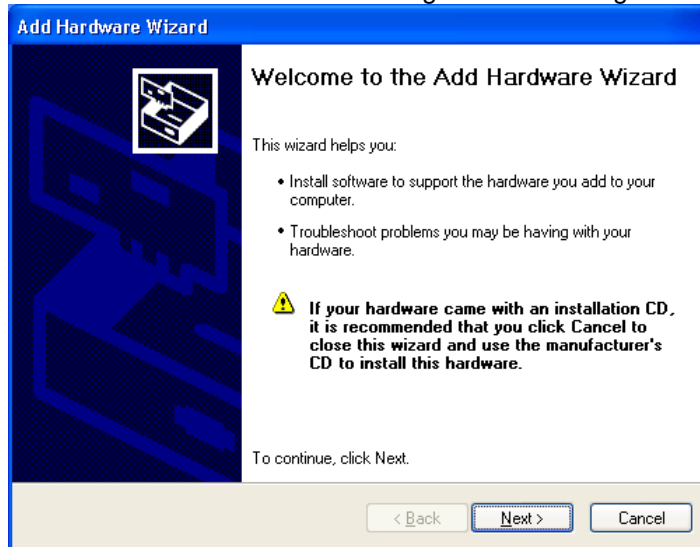 Add Hardware Wizard
Welcome to the Add Hardware Wizard
This wizard helps you:
• Install software to support the hardware you add to your
computer.
• Troubleshoot problems you may be having with your
hardware.
If your hardware came with an installation CD,
it is recommended that you click Cancel to
close this wizard and use the manufacturer's
CD to install this hardware.
To continue, click Next.
< Back Next > Cancel